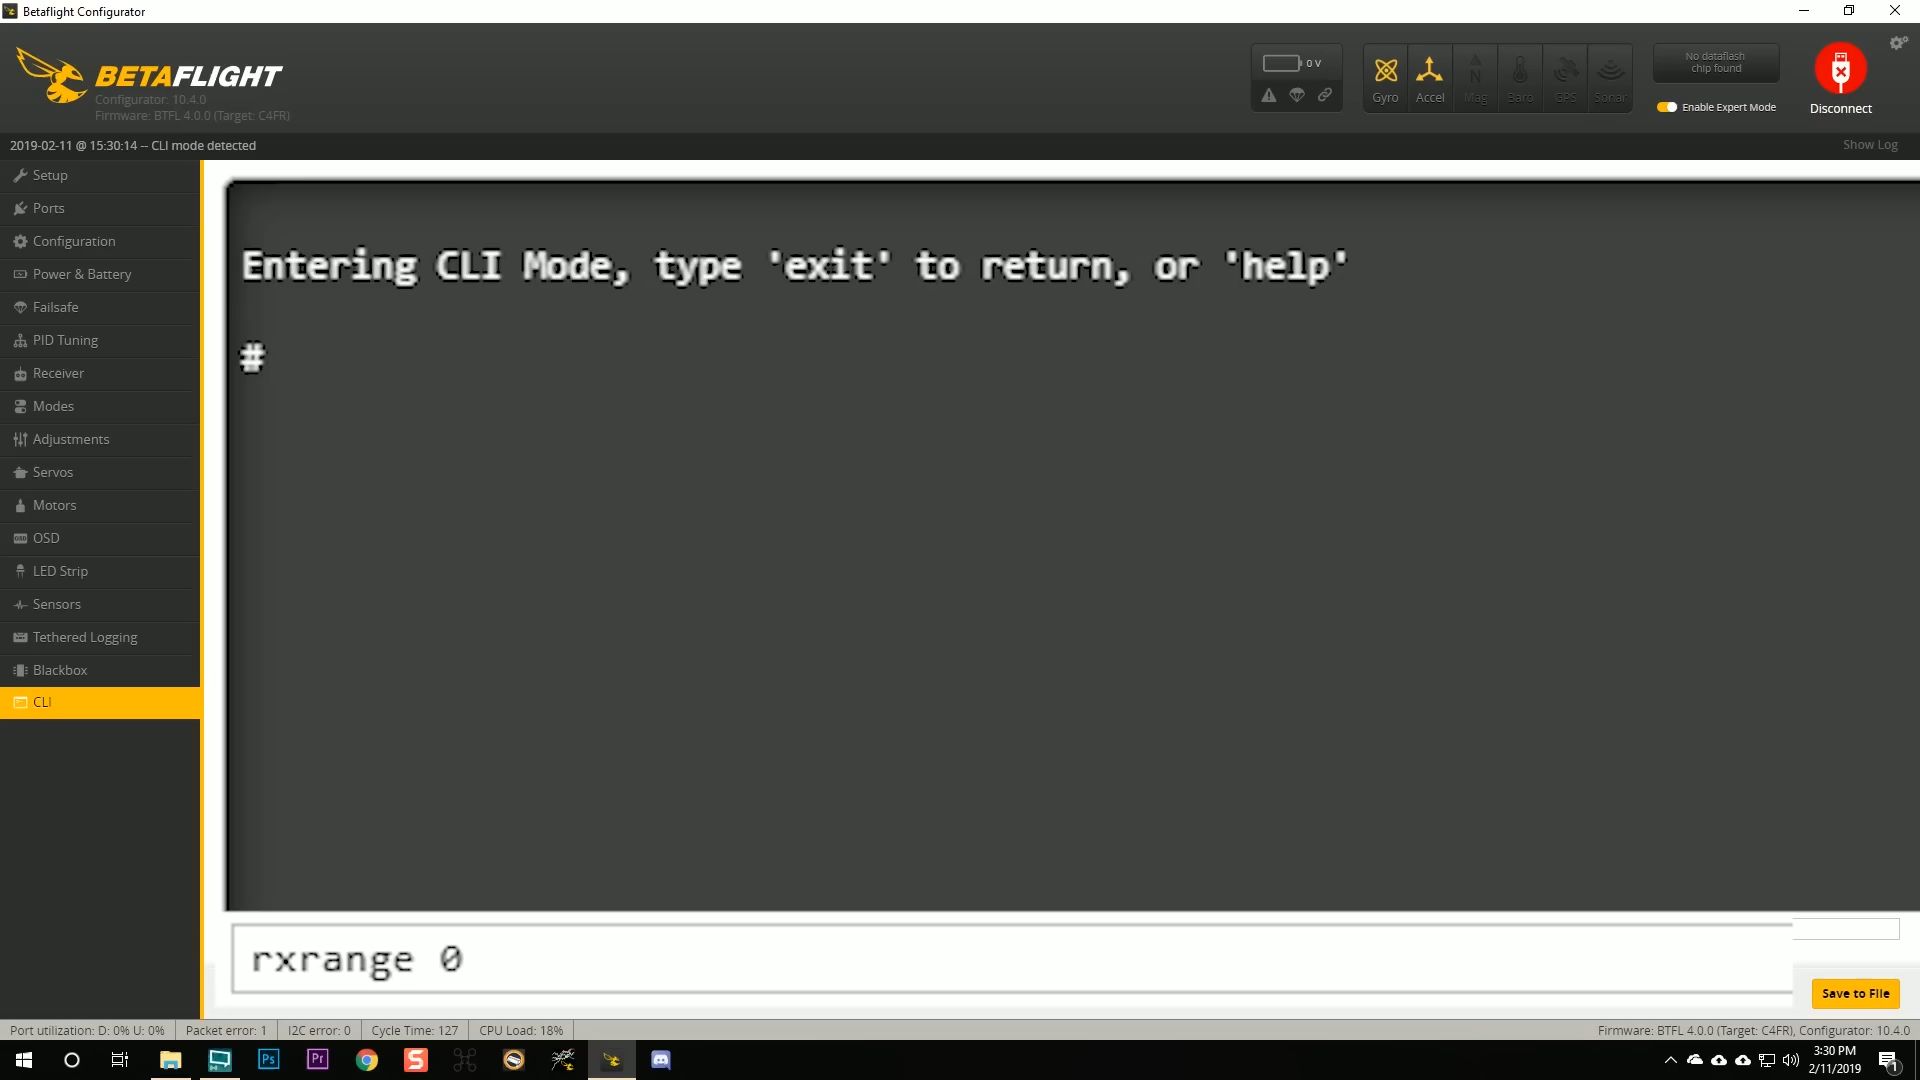 Betaflight Configurator
BETAFLIGHT
Configurator: 10.4.0
Firmware: BTFL 4.0.0 (Target: C4FR)
0 V
Gyro
Accel
Mag
Baro
GPS
Sonar
No dataflash
chip found
Enable Expert Mode
Disconnect
2019-02-11 @ 15:30:14 -- CLI mode detected
Show Log
Setup
Ports
Configuration
Power & Battery
Failsafe
PID Tuning
Receiver
Modes
Adjustments
Servos
Motors
OSD
LED Strip
Sensors
Tethered Logging
Blackbox
CLI
Entering CLI Mode, type 'exit' to return, or 'help'
#
rxrange 0
Save to File
Port utilization: D: 0% U: 0%
Packet error: 1
I2C error: 0
Cycle Time: 127
CPU Load: 18%
Firmware: BTFL 4.0.0 (Target: C4FR), Configurator: 10.4.0
Ps
Pr
S
3:30 PM
2/11/2019
1